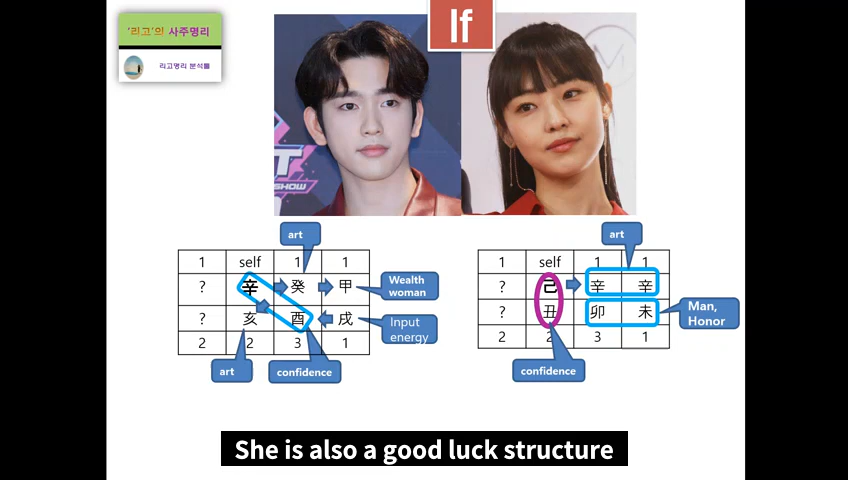 '리고'의 사주명리
리고명리 분석툴
If
M
T
SHOW
art
1 self 1 1
? 辛 癸 甲
? 亥 酉 戌
2 2 3 1
Wealth
woman
Input
energy
art
confidence
art
1 self 1 1
? 己 辛 辛
? 丑 卯 未
2 2 3 1
Man,
Honor
confidence
She is also a good luck structure